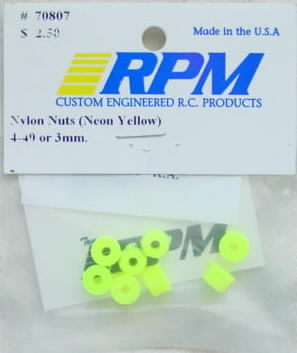 # 70807
$ 2.50
Made in the U.S.A
RPM
CUSTOM ENGINEERED R.C. PRODUCTS
Nylon Nuts (Neon Yellow)
4-40 or 3mm.
RPM